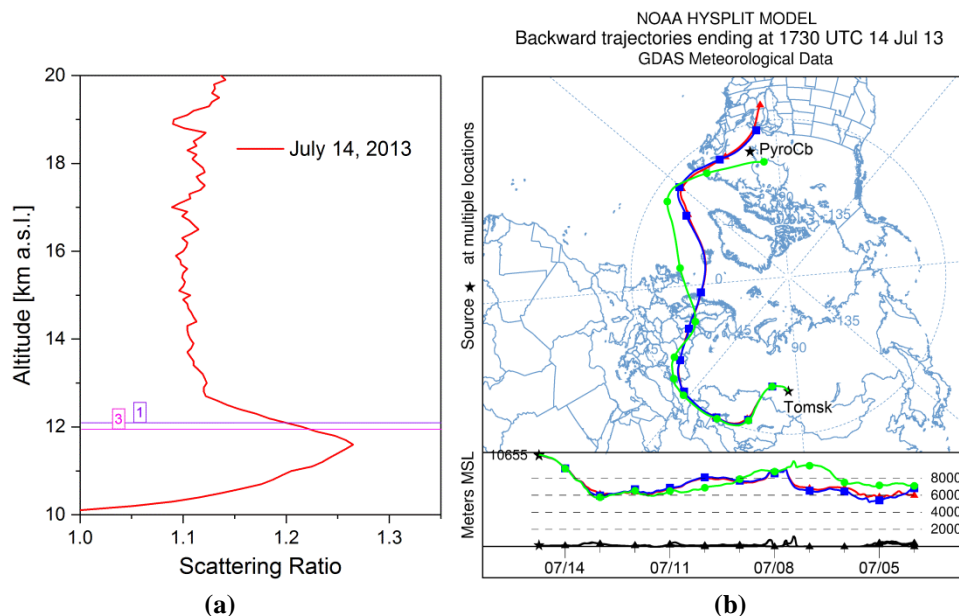 20
18
16
14
12
10
Altitude [km a.s.l.]
July 14, 2013
3
1
1.0
1.1
1.2
1.3
Scattering Ratio
(a)
NOAA HYSPLIT MODEL
Backward trajectories ending at 1730 UTC 14 Jul 13
GDAS Meteorological Data
Source ★ at multiple locations
PyroCb
-90
-135
0
45
45
135
90
Tomsk
Meters MSL
10655
8000
6000
4000
2000
07/14
07/11
07/08
07/05
(b)